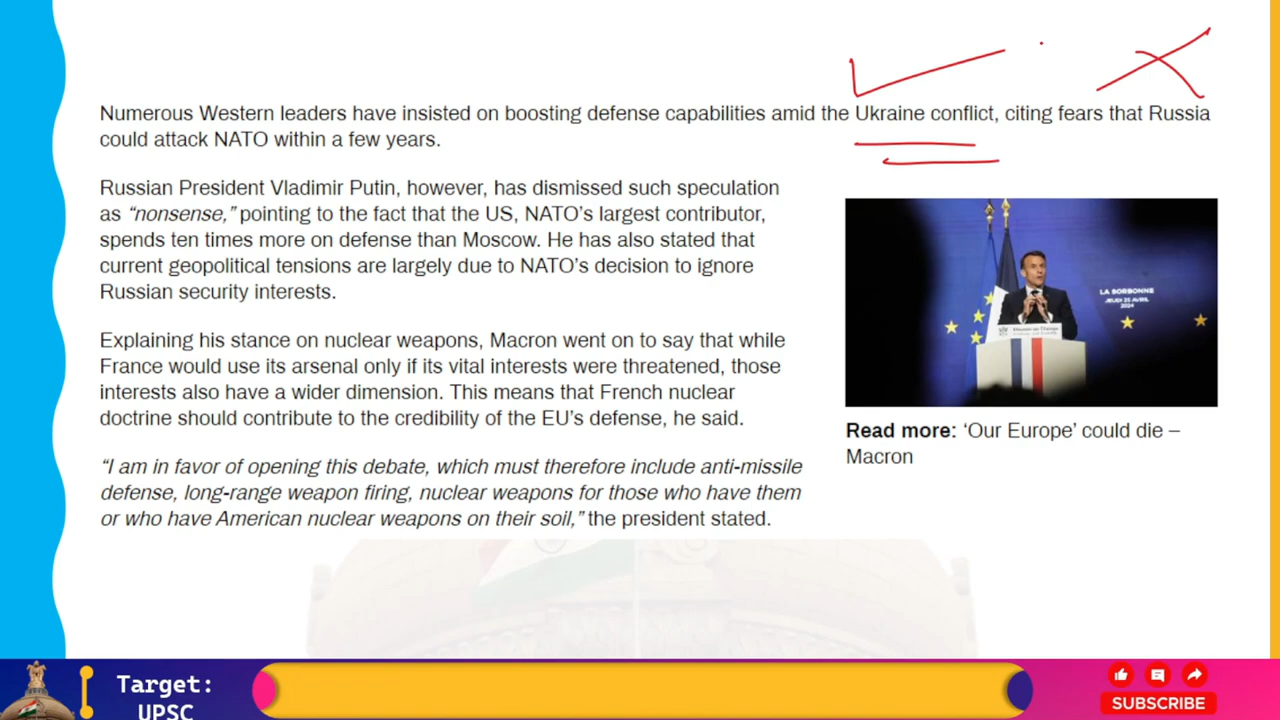 Numerous Western leaders have insisted on boosting defense capabilities amid the Ukraine conflict, citing fears that Russia
could attack NATO within a few years.
Russian President Vladimir Putin, however, has dismissed such speculation
as “nonsense,” pointing to the fact that the US, NATO’s largest contributor,
spends ten times more on defense than Moscow. He has also stated that
current geopolitical tensions are largely due to NATO’s decision to ignore
Russian security interests.
Explaining his stance on nuclear weapons, Macron went on to say that while
France would use its arsenal only if its vital interests were threatened, those
interests also have a wider dimension. This means that French nuclear
doctrine should contribute to the credibility of the EU’s defense, he said.
“I am in favor of opening this debate, which must therefore include anti-missile
defense, long-range weapon firing, nuclear weapons for those who have them
or who have American nuclear weapons on their soil,” the president stated.
LA SORBONNE
JEUDI 25 AVRIL
2024
Read more: ‘Our Europe’ could die –
Macron
Target:
UPSC
SUBSCRIBE